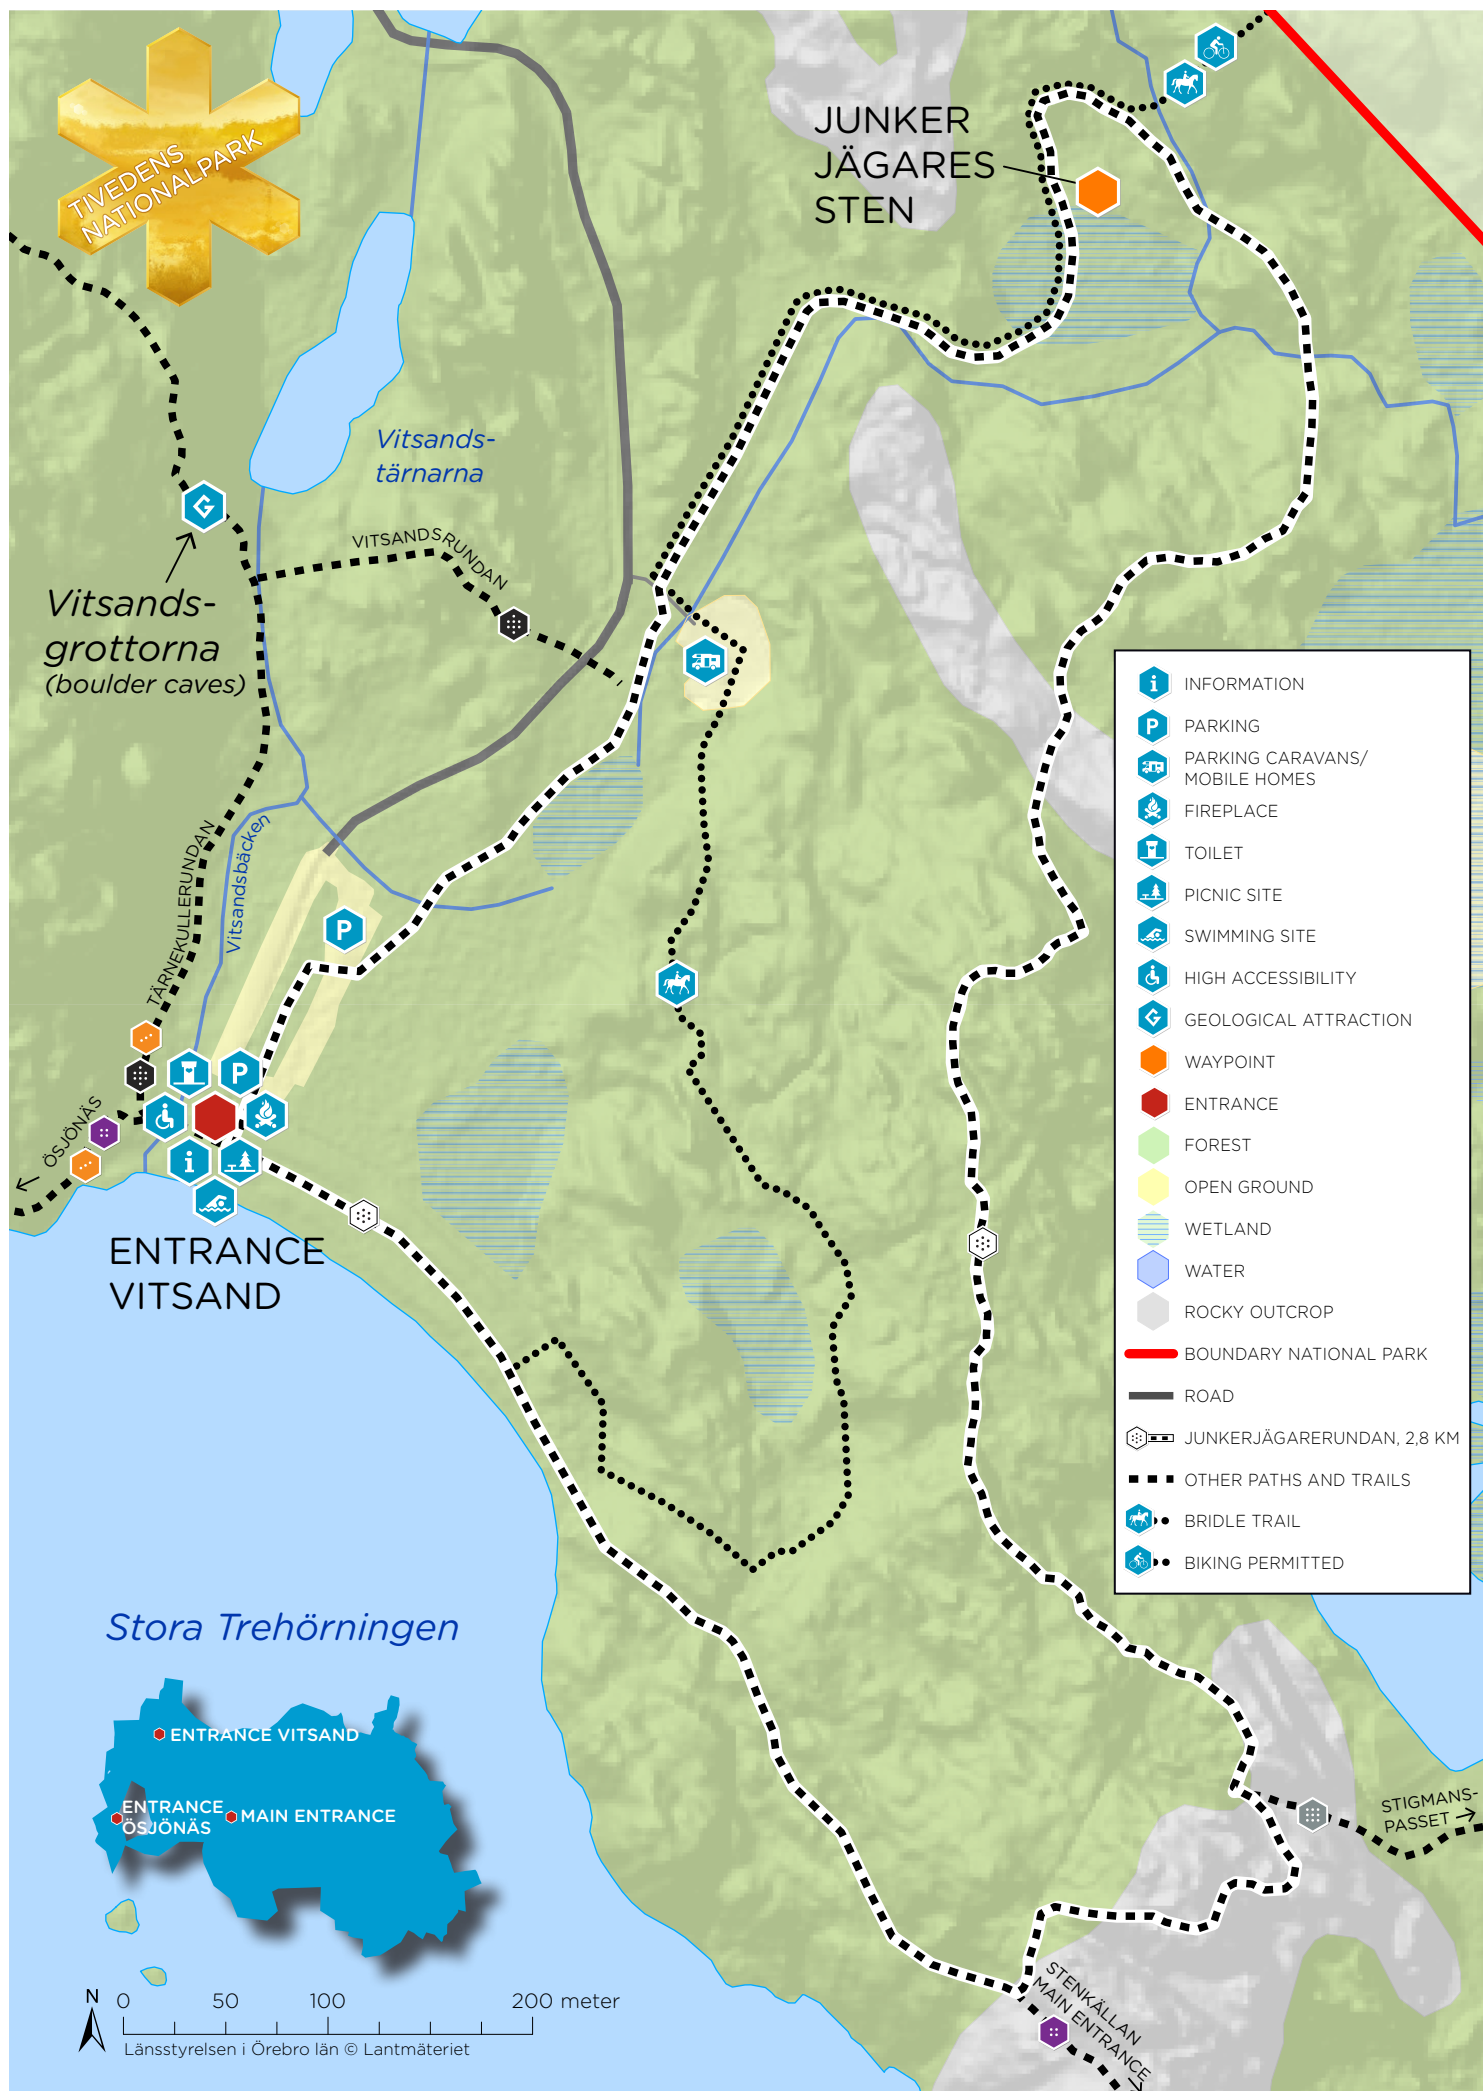 TIVEDENS
NATIONALPARK
JUNKER
JÄGARES
STEN
Vitsands-
tärnarna
VITSANDSRUNDAN
Vitsands-
grottorna
(boulder caves)
TÄRNEKULLERUNDAN
Vitsandsbäcken
P
P
i
ÖSJÖNÄS
ENTRANCE
VITSAND
i INFORMATION
P PARKING
PARKING CARAVANS/
MOBILE HOMES
FIREPLACE
TOILET
PICNIC SITE
SWIMMING SITE
HIGH ACCESSIBILITY
GEOLOGICAL ATTRACTION
WAYPOINT
ENTRANCE
FOREST
OPEN GROUND
WETLAND
WATER
ROCKY OUTCROP
BOUNDARY NATIONAL PARK
ROAD
JUNKERJÄGARERUNDAN, 2,8 KM
OTHER PATHS AND TRAILS
BRIDLE TRAIL
BIKING PERMITTED
Stora Trehörningen
ENTRANCE VITSAND
ENTRANCE
ÖSJÖNÄS
MAIN ENTRANCE
STIGMANS-
PASSET
STENKÄLLAN
MAIN ENTRANCE
N
0 50 100 200 meter
Länsstyrelsen i Örebro län © Lantmäteriet